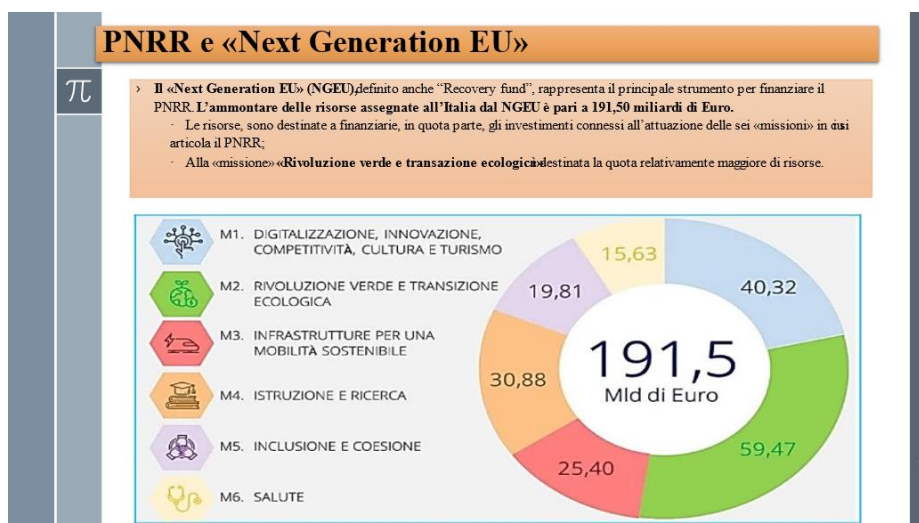 PNRR e «Next Generation EU»
π
› Il «Next Generation EU» (NGEU), definito anche “Recovery fund”, rappresenta il principale strumento per finanziare il
PNRR. L’ammontare delle risorse assegnate all’Italia dal NGEU è pari a 191,50 miliardi di Euro.
- Le risorse, sono destinate a finanziarie, in quota parte, gli investimenti connessi all’attuazione delle sei «missioni» in cui si
articola il PNRR;
- Alla «missione» «Rivoluzione verde e transazione ecologica» destinata la quota relativamente maggiore di risorse.
M1. DIGITALIZZAZIONE, INNOVAZIONE,
COMPETITIVITÀ, CULTURA E TURISMO
M2. RIVOLUZIONE VERDE E TRANSIZIONE
ECOLOGICA
M3. INFRASTRUTTURE PER UNA
MOBILITÀ SOSTENIBILE
M4. ISTRUZIONE E RICERCA
M5. INCLUSIONE E COESIONE
M6. SALUTE
15,63
40,32
19,81
191,5
Mld di Euro
30,88
59,47
25,40